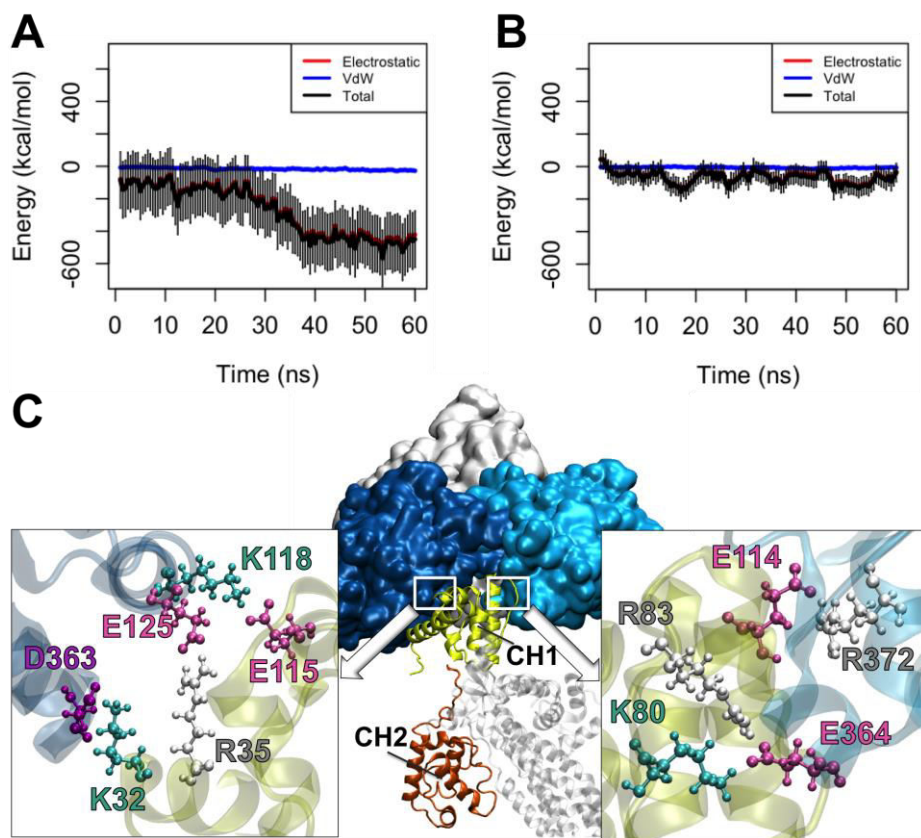 A
Energy (kcal/mol)
400
0
-600
Electrostatic
VdW
Total
0 10 20 30 40 50 60
Time (ns)
B
Energy (kcal/mol)
400
0
-600
Electrostatic
VdW
Total
0 10 20 30 40 50 60
Time (ns)
C
K118
E125
E115
D363
R35
K32
CH1
CH2
E114
R83
R372
K80
E364